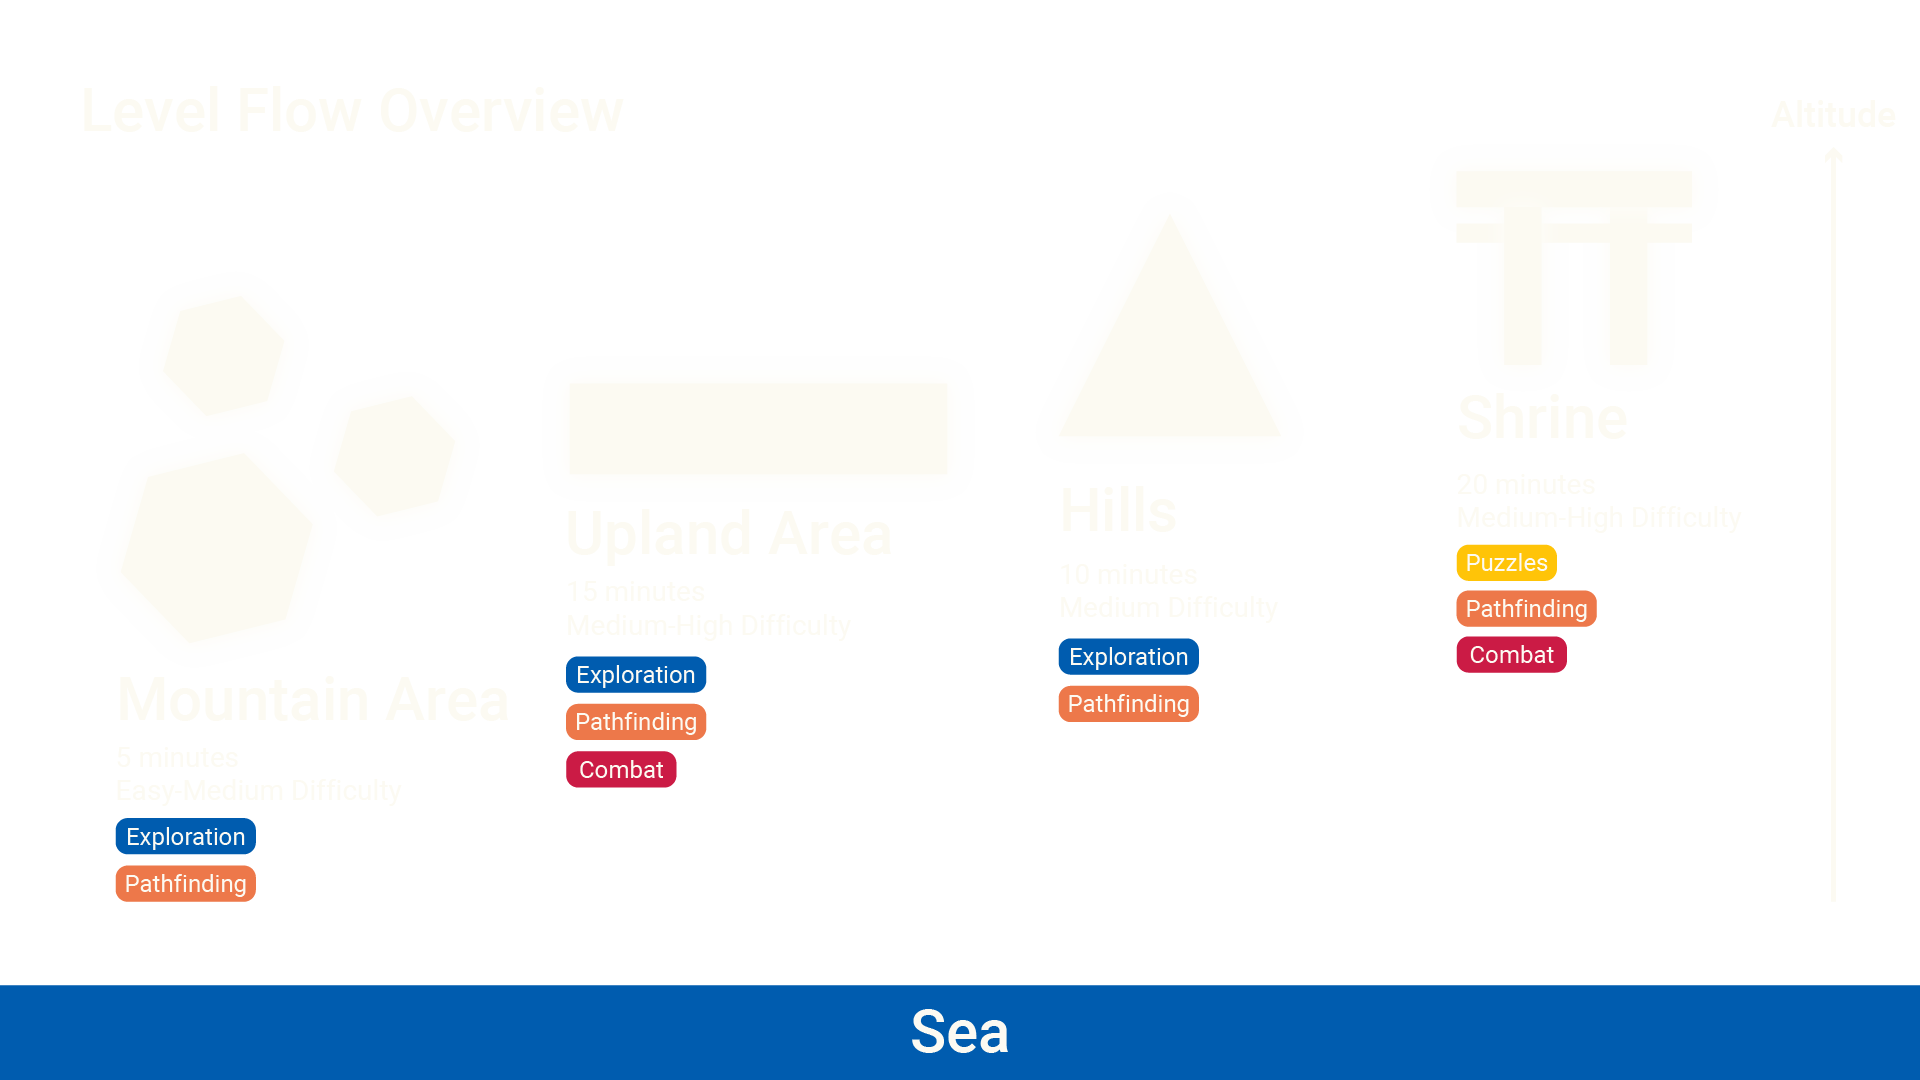 Level Flow Overview
Altitude
Mountain Area
5 minutes
Easy-Medium Difficulty
Exploration
Pathfinding
Upland Area
15 minutes
Medium-High Difficulty
Exploration
Pathfinding
Combat
Hills
10 minutes
Medium Difficulty
Exploration
Pathfinding
Shrine
20 minutes
Medium-High Difficulty
Puzzles
Pathfinding
Combat
Sea